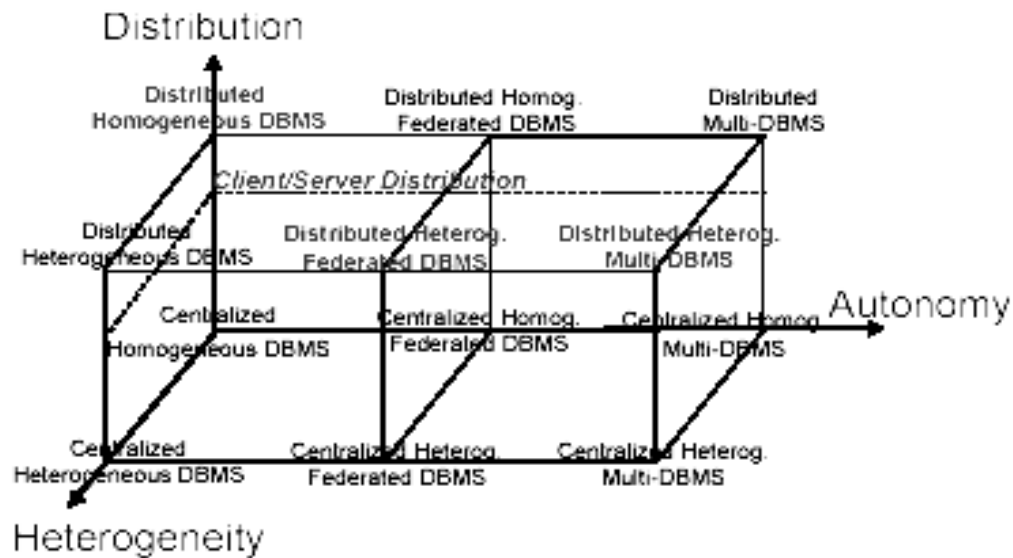 Distribution
Distributed
Homogeneous DBMS
Distributed Homog.
Federated DBMS
Distributed
Multi-DBMS
Client/Server Distribution
Distributed
Heterogeneous DBMS
Distributed Heterog.
Federated DBMS
Distributed Heterog.
Multi-DBMS
Autonomy
Centralized
Homogeneous DBMS
Centralized Homog.
Federated DBMS
Centralized Homog.
Multi-DBMS
Centralized
Heterogeneous DBMS
Centralized Heterog.
Federated DBMS
Centralized Heterog.
Multi-DBMS
Heterogeneity